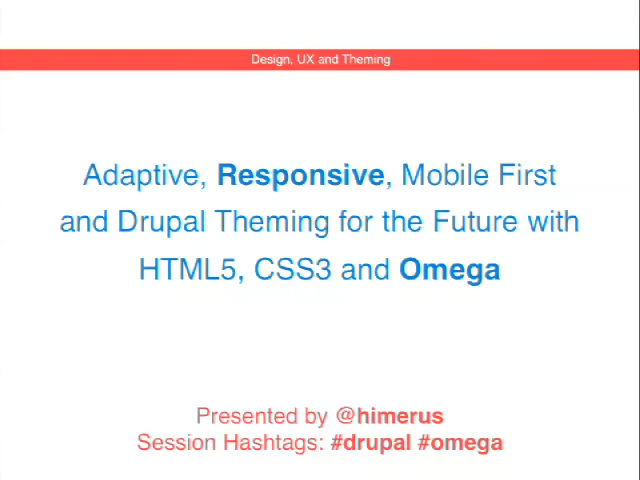 Design, UX and Theming
Adaptive, Responsive, Mobile First
and Drupal Theming for the Future with
HTML5, CSS3 and Omega
Presented by @himerus
Session Hashtags: #drupal #omega